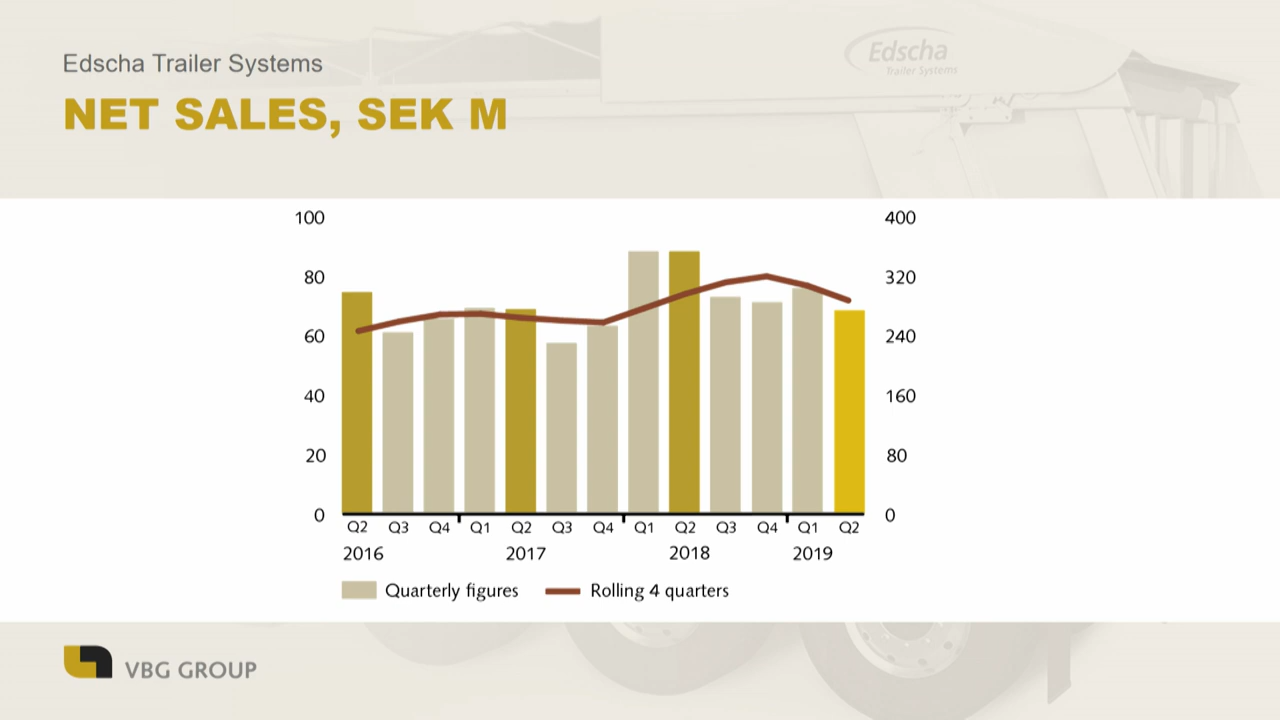 Edscha
Trailer Systems
Edscha Trailer Systems
NET SALES, SEK M
100
80
60
40
20
0
400
320
240
160
80
0
Q2 Q3 Q4 Q1 Q2 Q3 Q4 Q1 Q2 Q3 Q4 Q1 Q2
2016 2017 2018 2019
Quarterly figures Rolling 4 quarters
VBG GROUP